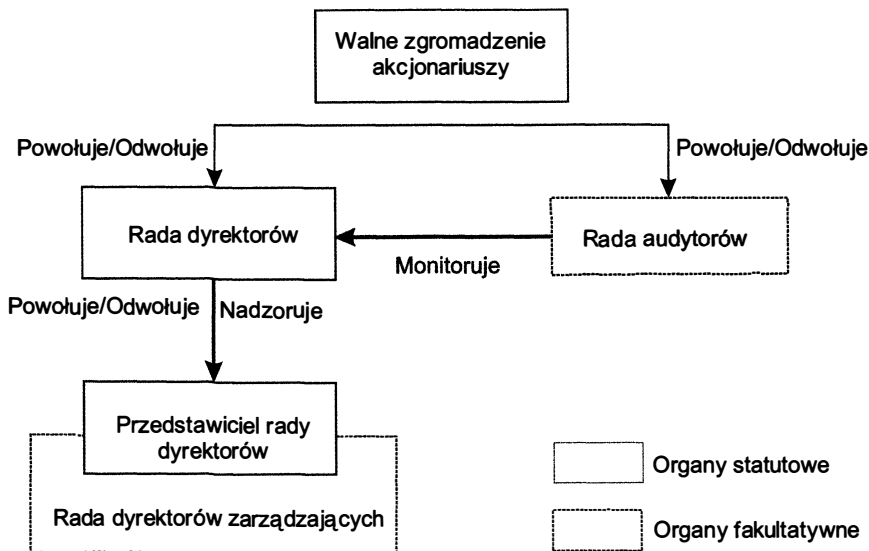 Walne zgromadzenie
akcjonariuszy
Powołuje/Odwołuje
Powołuje/Odwołuje
Rada dyrektorów
Rada audytorów
Monitoruje
Powołuje/Odwołuje
Nadzoruje
Przedstawiciel rady
dyrektorów
Organy statutowe
Rada dyrektorów zarządzających
Organy fakultatywne